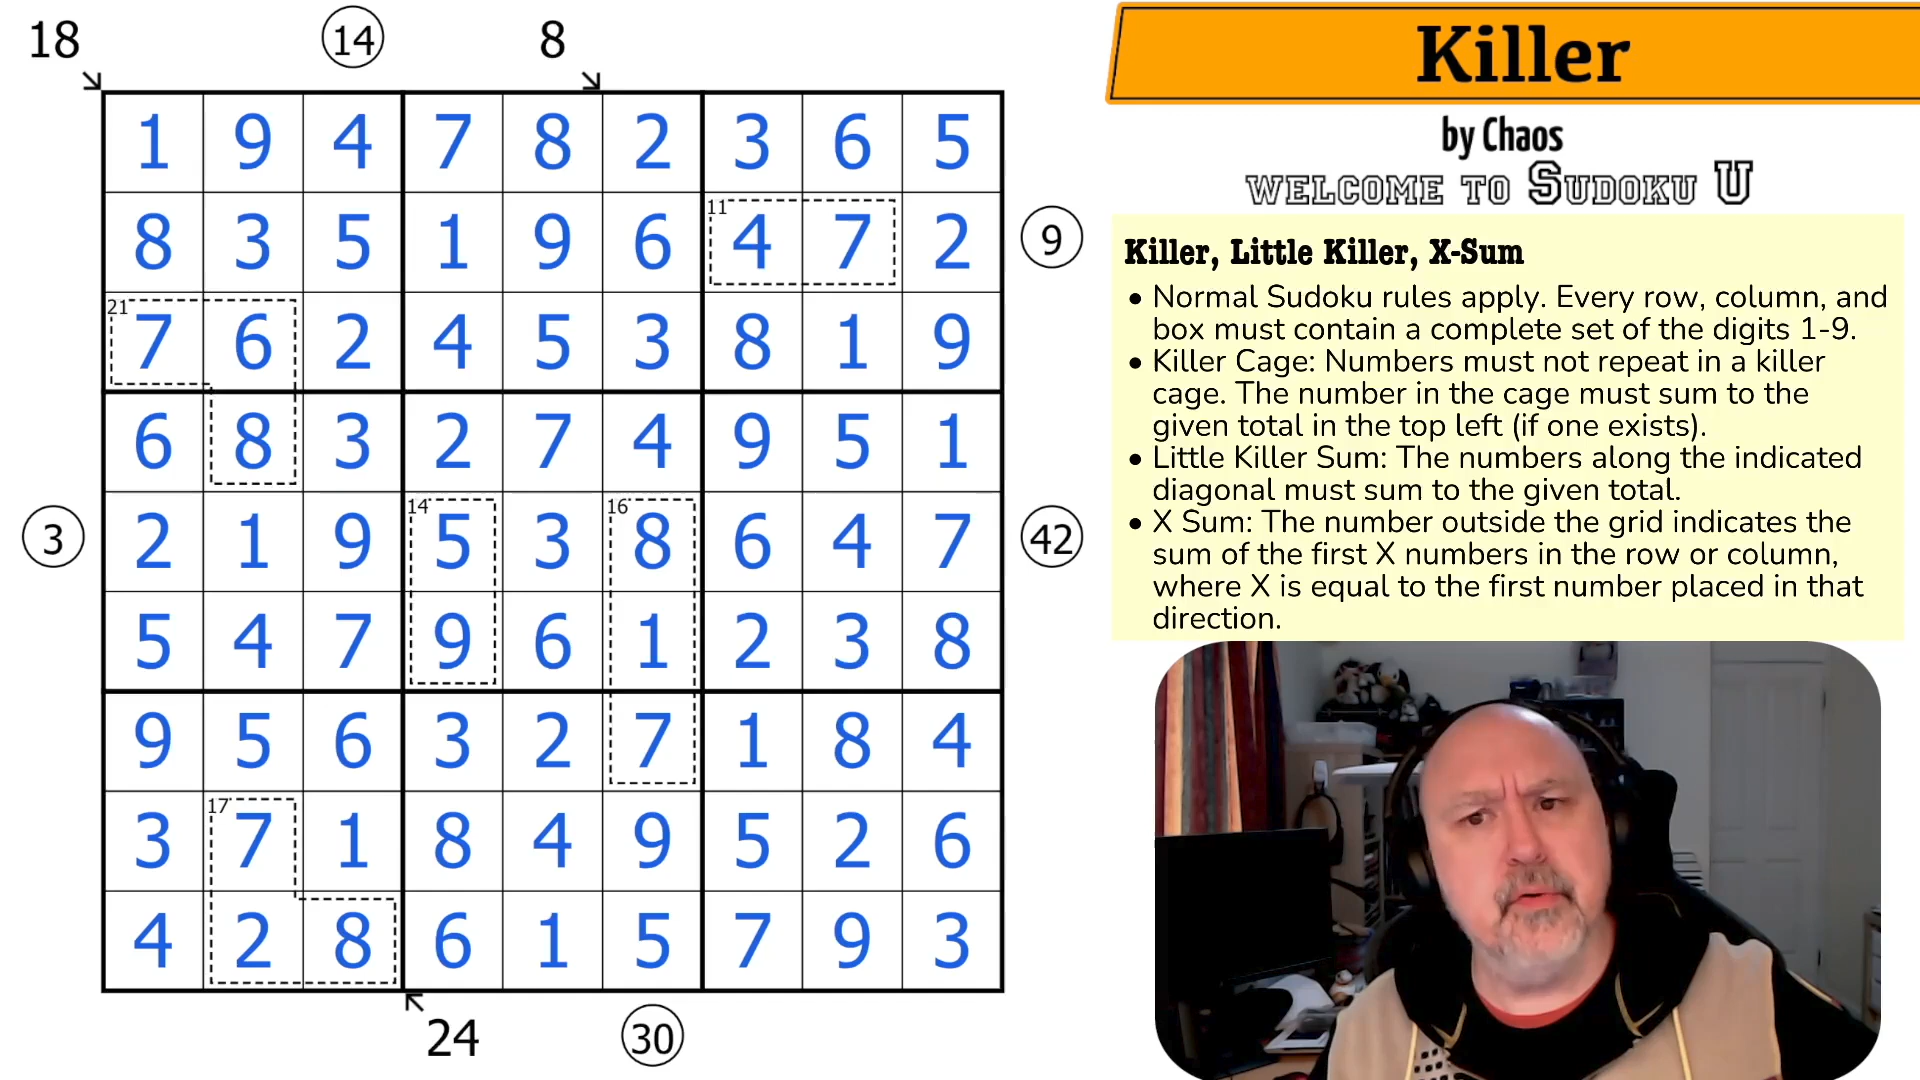 18 14 8
1 9 4 7 8 2 3 6 5
11
8 3 5 1 9 6 4 7 2 9
21
7 6 2 4 5 3 8 1 9
6 8 3 2 7 4 9 5 1
14 16
3 2 1 9 5 3 8 6 4 7 42
5 4 7 9 6 1 2 3 8
9 5 6 3 2 7 1 8 4
17
3 7 1 8 4 9 5 2 6
4 2 8 6 1 5 7 9 3
24 30
Killer
by Chaos
WELCOME TO SUDOKU U
Killer, Little Killer, X-Sum
• Normal Sudoku rules apply. Every row, column, and
box must contain a complete set of the digits 1-9.
• Killer Cage: Numbers must not repeat in a killer
cage. The number in the cage must sum to the
given total in the top left (if one exists).
• Little Killer Sum: The numbers along the indicated
diagonal must sum to the given total.
• X Sum: The number outside the grid indicates the
sum of the first X numbers in the row or column,
where X is equal to the first number placed in that
direction.